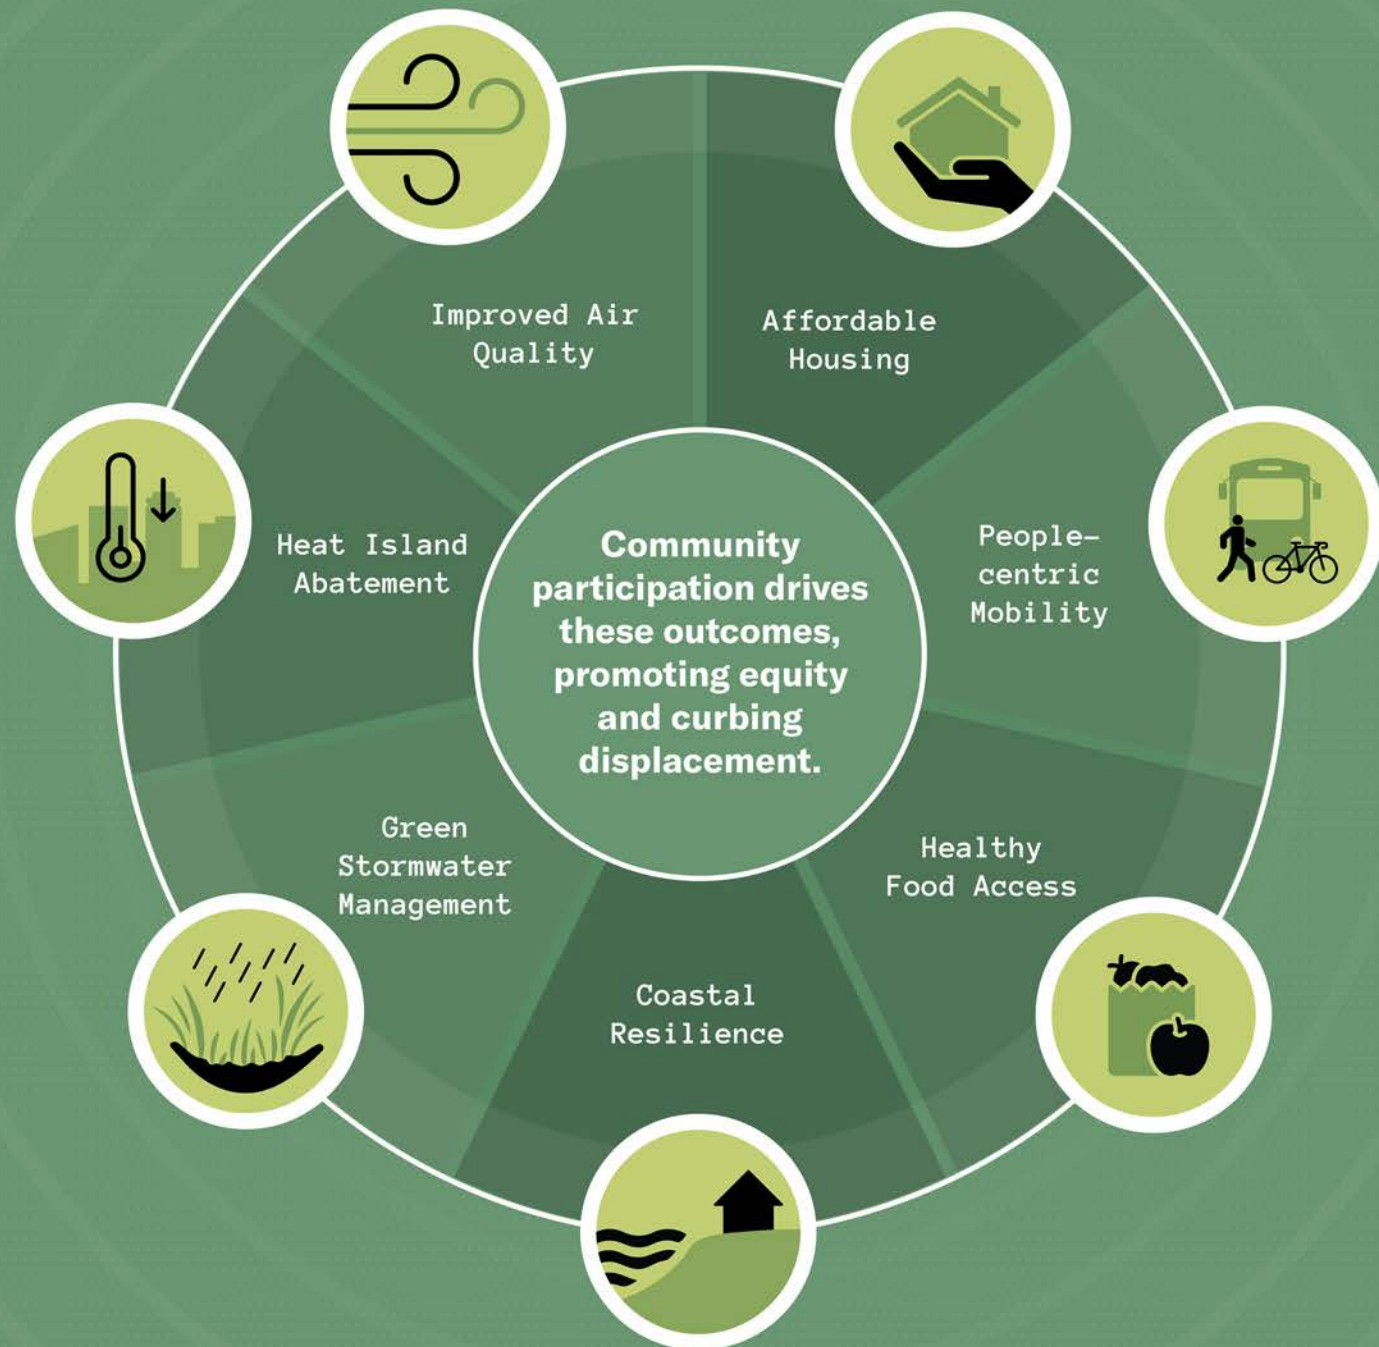 Improved Air
Quality
Affordable
Housing
People-
centric
Mobility
Healthy
Food Access
Coastal
Resilience
Green
Stormwater
Management
Heat Island
Abatement
Community
participation drives
these outcomes,
promoting equity
and curbing
displacement.